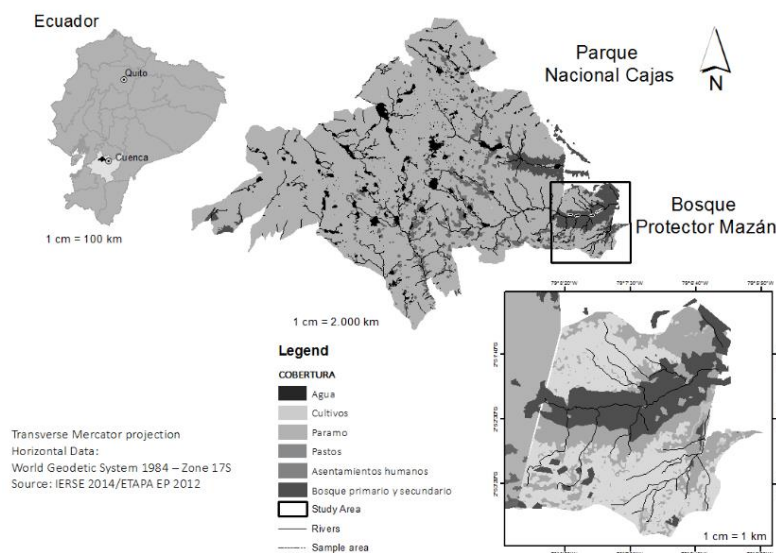 Ecuador
Quito
Cuenca
1 cm = 100 km
Parque
Nacional Cajas
N
Bosque
Protector Mazán
1 cm = 2.000 km
Legend
COBERTURA
Agua
Cultivos
Paramo
Pastos
Asentamientos humanos
Bosque primario y secundario
Study Area
Rivers
Sample area
Transverse Mercator projection
Horizontal Data:
World Geodetic System 1984 – Zone 17S
Source: IERSE 2014/ETAPA EP 2012
1 cm = 1 km